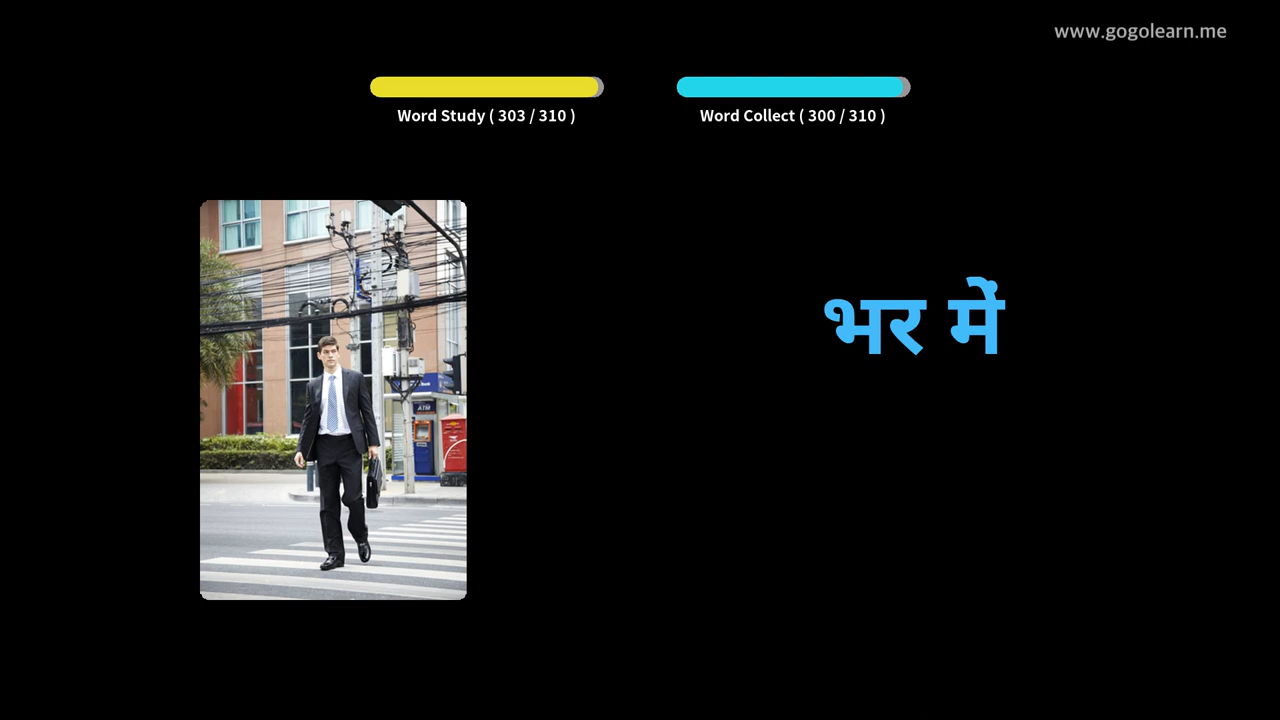 www.gogolearn.me
Word Study ( 303 / 310 )
Word Collect ( 300 / 310 )
भर में
ATM